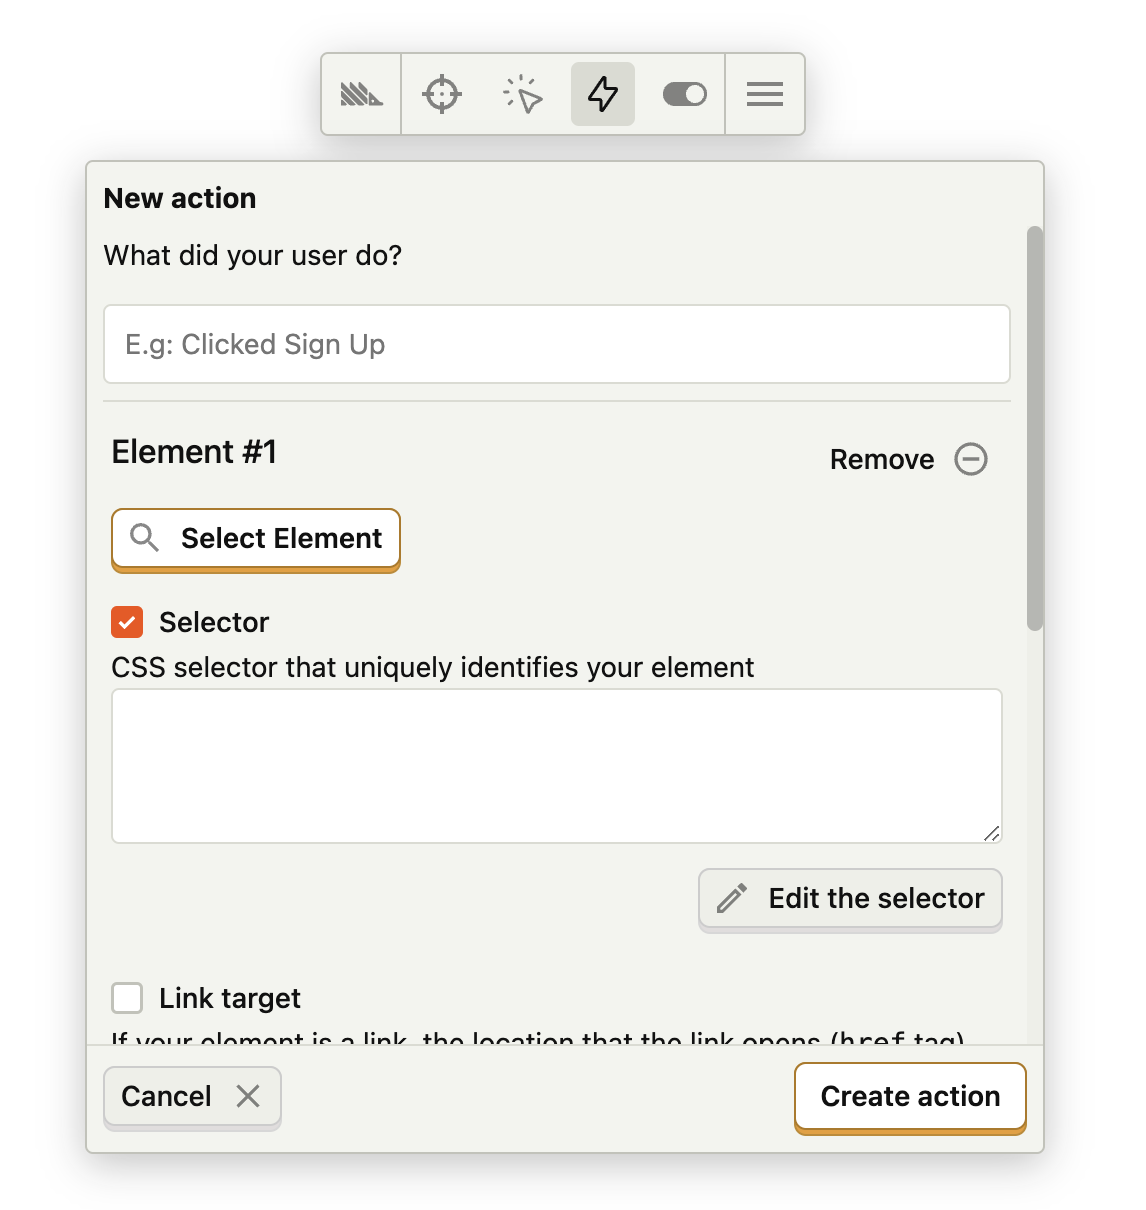 New action
What did your user do?
E.g: Clicked Sign Up
Element #1
Remove
Select Element
Selector
CSS selector that uniquely identifies your element
Edit the selector
Link target
If your element is a link, the location that the link opens (href tag)
Cancel
Create action